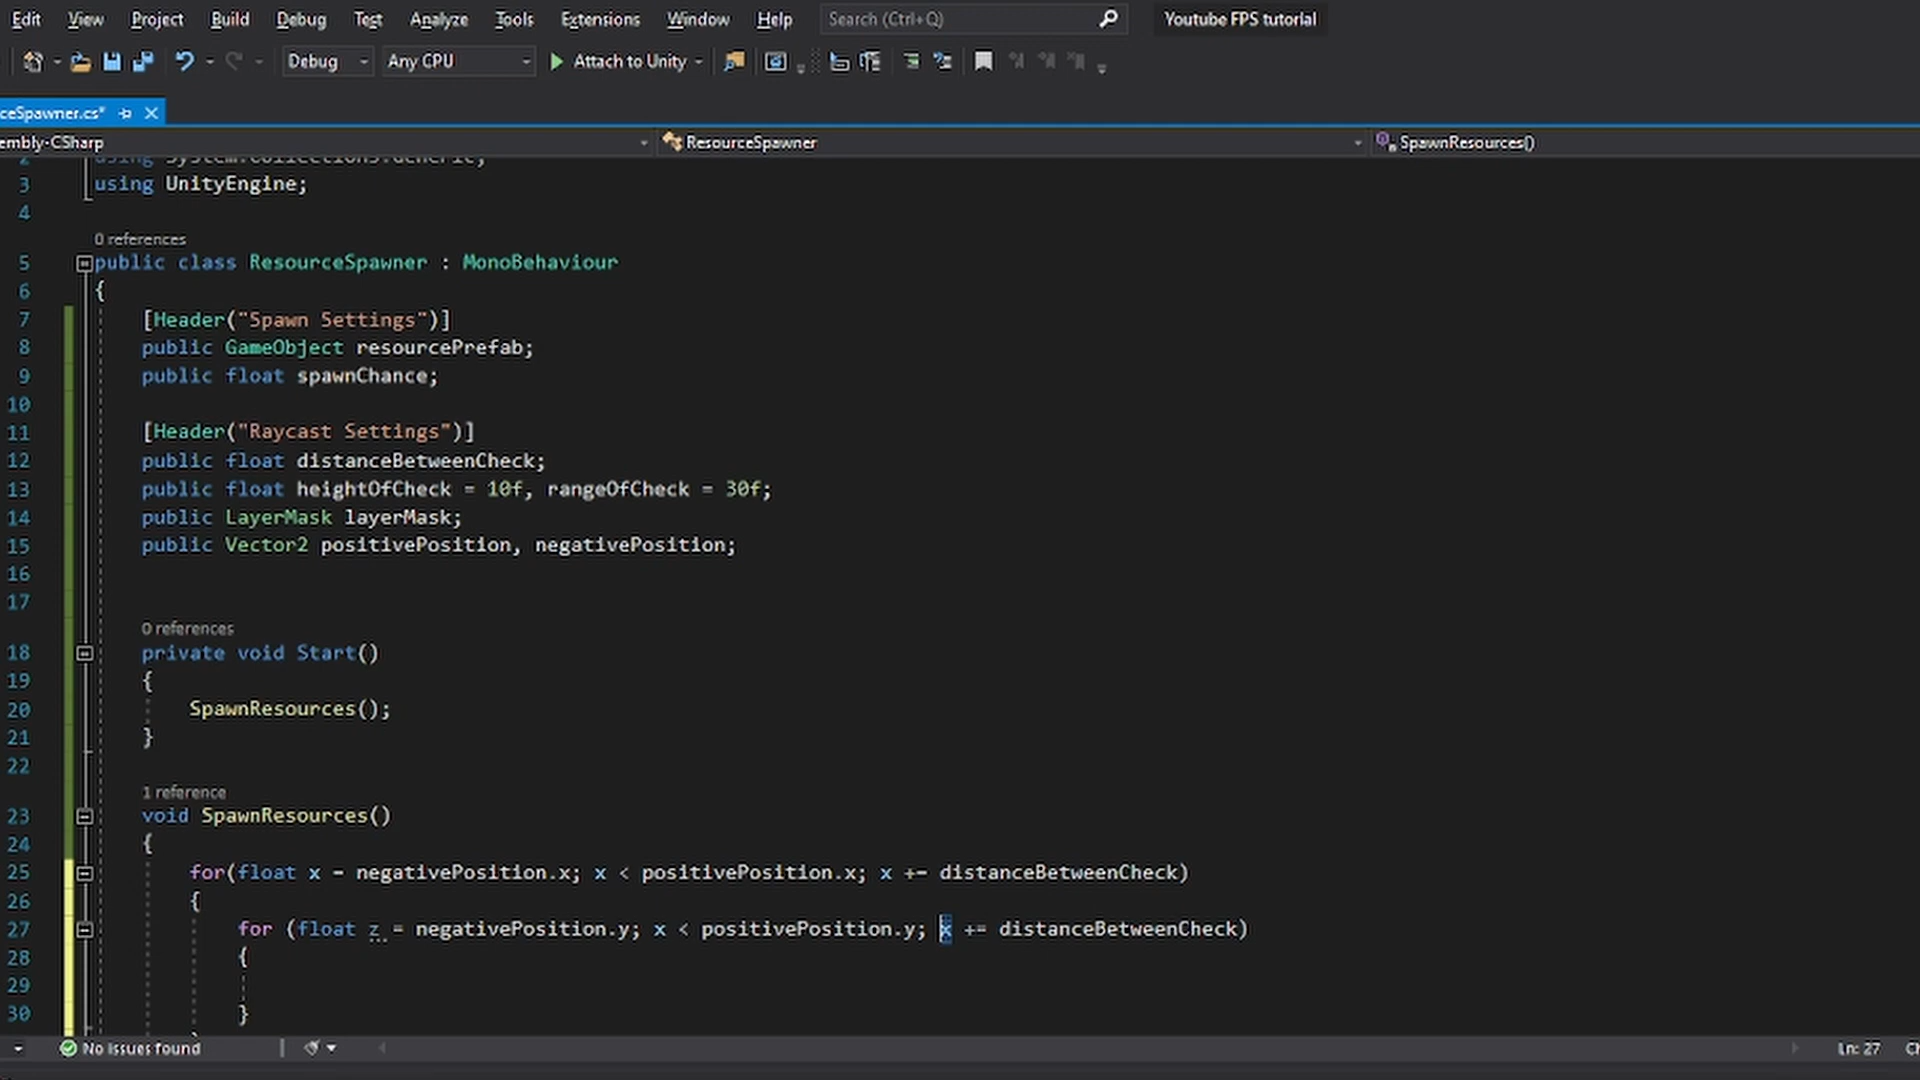 Edit View Project Build Debug Test Analyze Tools Extensions Window Help Search (Ctrl+Q) Youtube FPS tutorial
Debug Any CPU Attach to Unity
ceSpawner.cs*
embly-CSharp ResourceSpawner SpawnResources()
2 using System.Collections.Generic;
3 using UnityEngine;
4
0 references
5 public class ResourceSpawner : MonoBehaviour
6 {
7 [Header("Spawn Settings")]
8 public GameObject resourcePrefab;
9 public float spawnChance;
10
11 [Header("Raycast Settings")]
12 public float distanceBetweenCheck;
13 public float heightOfCheck = 10f, rangeOfCheck = 30f;
14 public LayerMask layerMask;
15 public Vector2 positivePosition, negativePosition;
16
17
0 references
18 private void Start()
19 {
20 SpawnResources();
21 }
22
1 reference
23 void SpawnResources()
24 {
25 for(float x = negativePosition.x; x < positivePosition.x; x += distanceBetweenCheck)
26 {
27 for (float z = negativePosition.y; x < positivePosition.y; x += distanceBetweenCheck)
28 {
29
30 }
No issues found Ln: 27 Ch